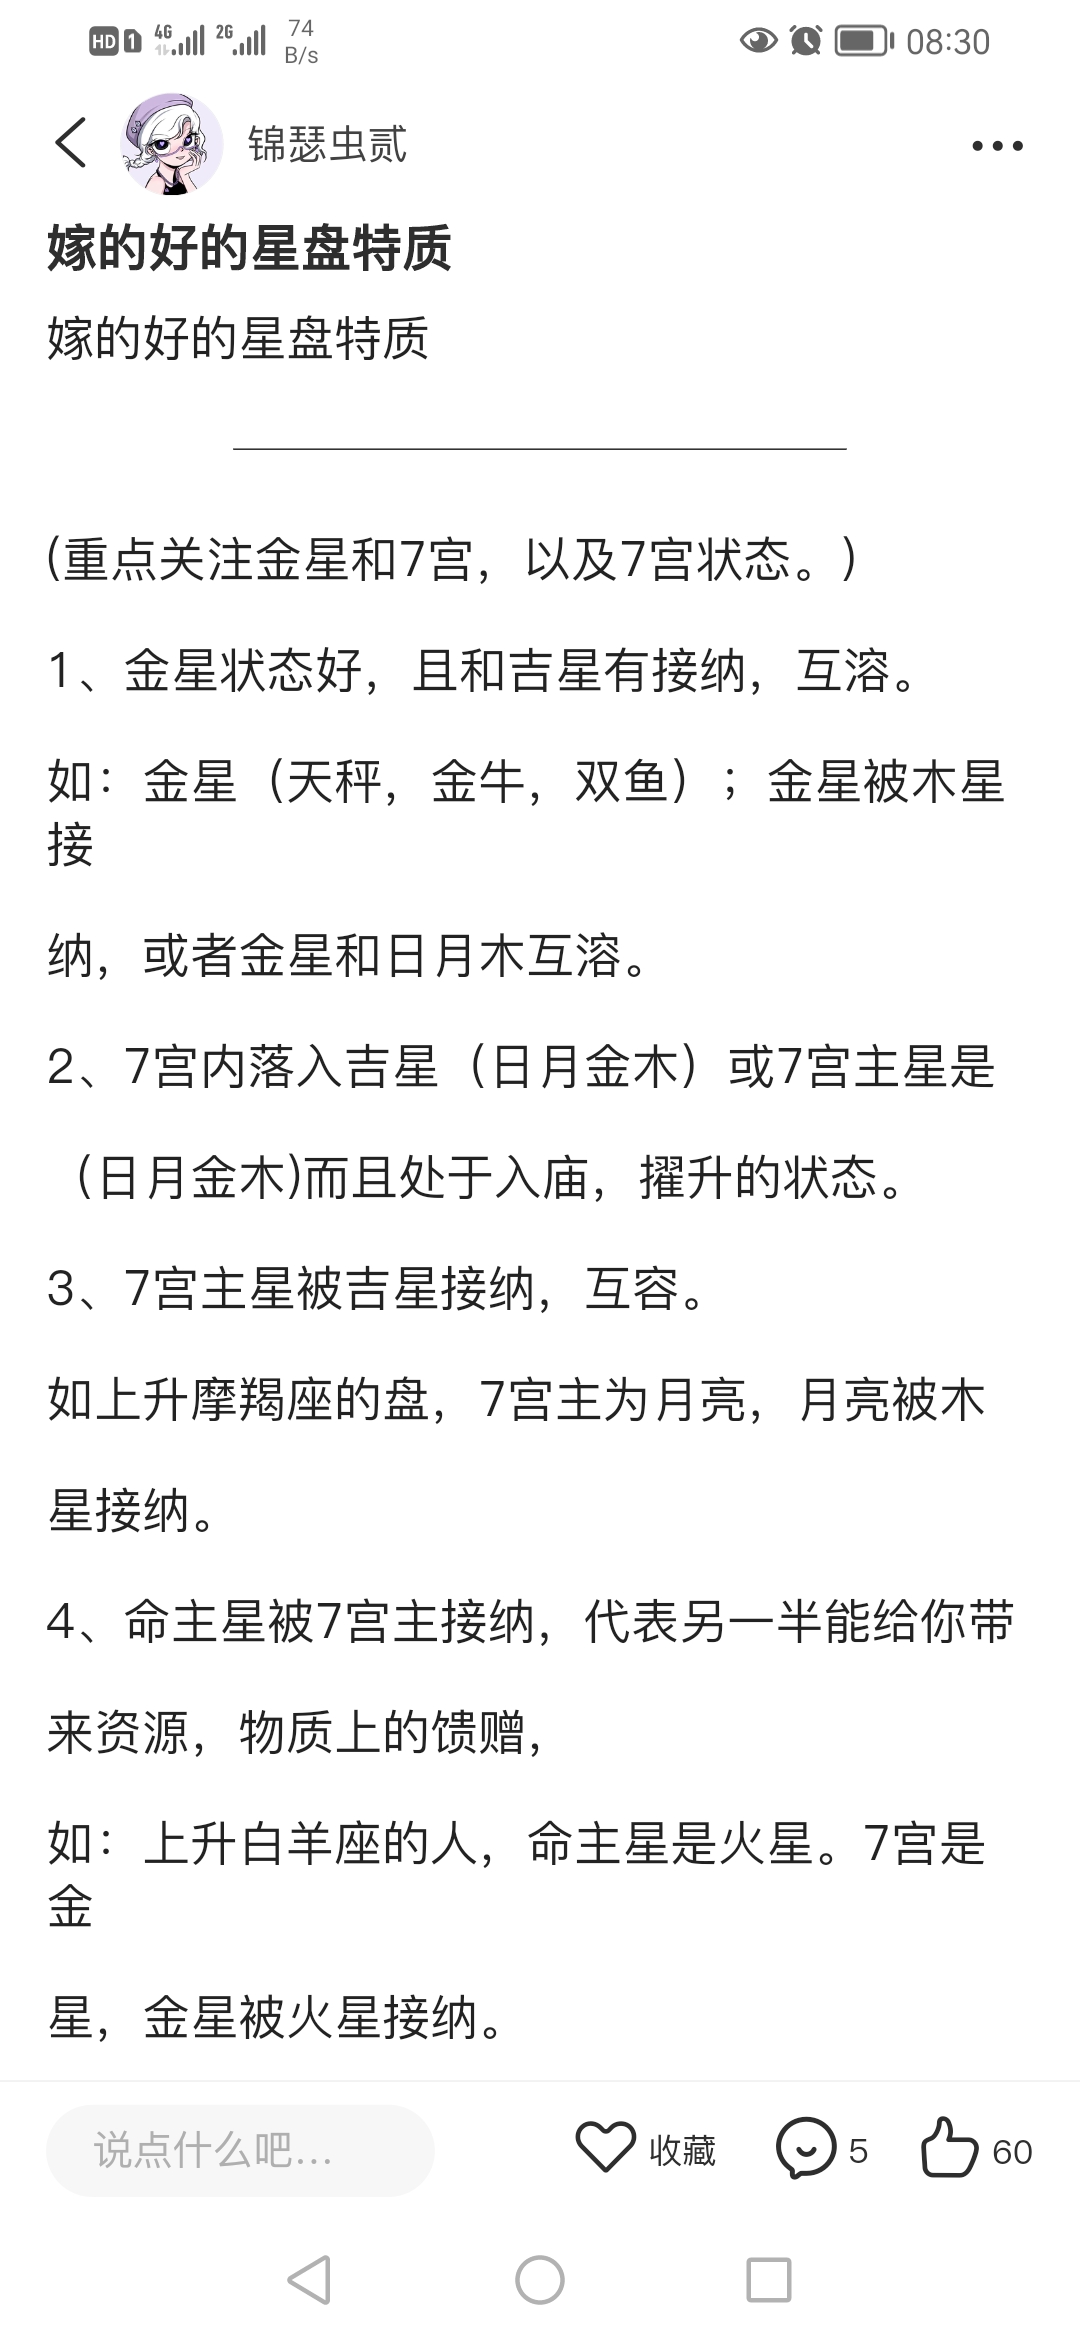 HD 1 4G 2G 74 B/s 08:30
锦瑟虫贰
嫁的好的星盘特质
嫁的好的星盘特质
(重点关注金星和7宫，以及7宫状态。)
1、金星状态好，且和吉星有接纳，互溶。
如：金星（天秤，金牛，双鱼）；金星被木星
接
纳，或者金星和日月木互溶。
2、7宫内落入吉星（日月金木）或7宫主星是
（日月金木)而且处于入庙，擢升的状态。
3、7宫主星被吉星接纳，互容。
如上升摩羯座的盘，7宫主为月亮，月亮被木
星接纳。
4、命主星被7宫主接纳，代表另一半能给你带
来资源，物质上的馈赠，
如：上升白羊座的人，命主星是火星。7宫是
金
星，金星被火星接纳。
说点什么吧... 收藏 5 60